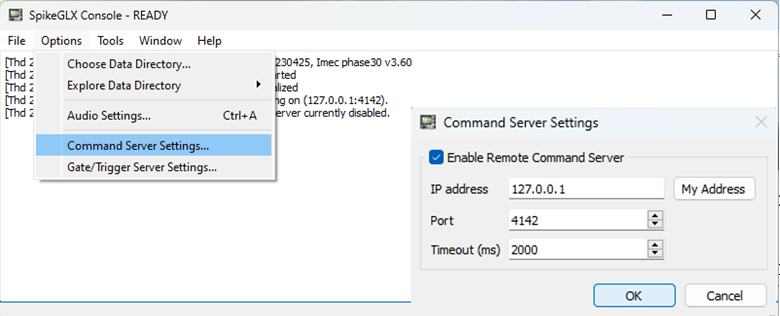 SpikeGLX Console - READY
File Options Tools Window Help
[Thd 2 230425, Imec phase30 v3.60
[Thd 2 arted
[Thd 2 alized
[Thd 2 ng on (127.0.0.1:4142).
[Thd 2 server currently disabled.
Choose Data Directory...
Explore Data Directory
Audio Settings... Ctrl+A
Command Server Settings...
Gate/Trigger Server Settings...
Command Server Settings
Enable Remote Command Server
IP address 127.0.0.1 My Address
Port 4142
Timeout (ms) 2000
OK Cancel